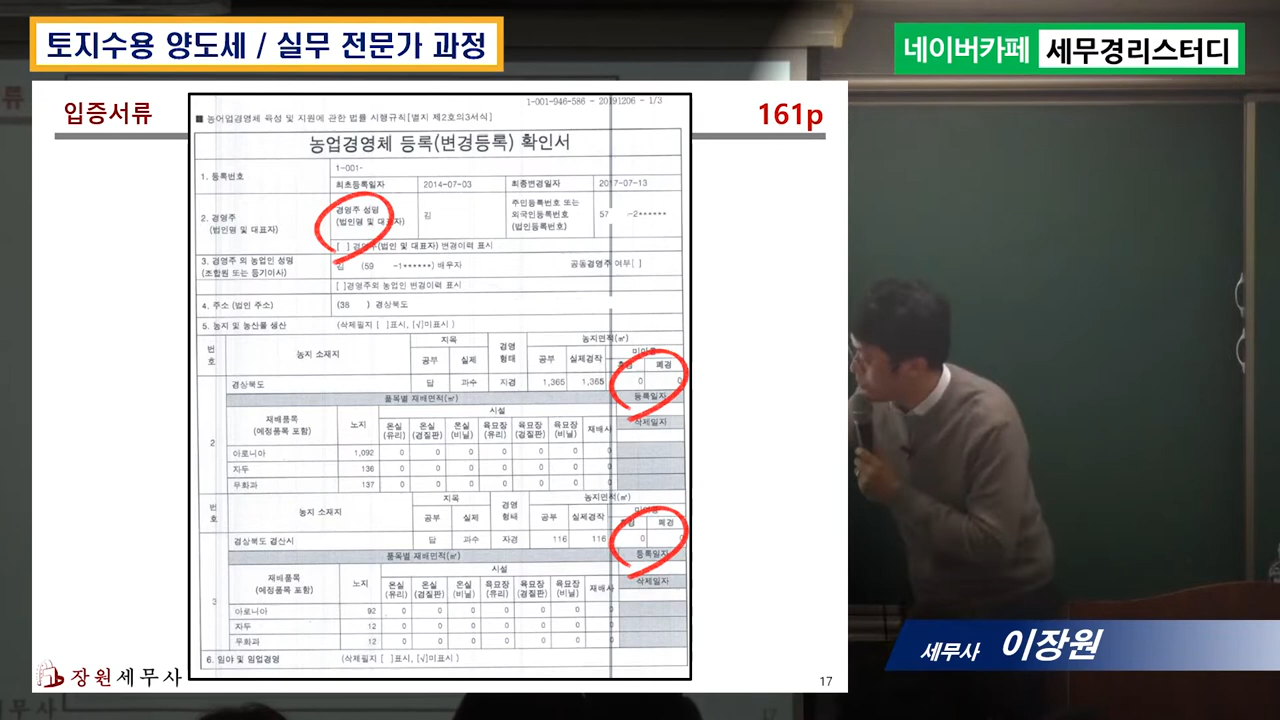 토지수용 양도세 / 실무 전문가 과정
네이버카페 세무경리스터디
입증서류
161p
1-001-946-586 - 20191206 - 1/3
■ 농어업경영체 육성 및 지원에 관한 법률 시행규칙[별지 제2호의3서식]
농업경영체 등록(변경등록) 확인서
1. 등록번호
1-001-
최초등록일자 2014-07-03 최종변경일자 2017-07-13
2. 경영주
(법인명 및 대표자)
경영주 성명
(법인명 및 대표자)
김
주민등록번호 또는
외국인등록번호
(법인등록번호)
57 -2******
[ ] 경영주(법인 및 대표자) 변경이력 표시
3. 경영주 외 농업인 성명
(조합원 또는 등기이사)
김 (59 -1******) 배우자 공동경영주 여부[ ]
[ ]경영주외 농업인 변경이력 표시
4. 주소 (법인 주소) (38 ) 경상북도
5. 농지 및 농산물 생산 (삭제필지 [ ]표시, [√]미표시 )
번호 농지 소재지 지목 경영형태 농지면적(㎡)
공부 실제 공부 실제경작 휴경 폐경
경상북도 답 과수 자경 1,365 1,365 0 0
품목별 재배면적(㎡) 등록일자
2
재배품목
(예정품목 포함)
노지 시설
온실(유리) 온실(경질판) 온실(비닐) 육묘장(유리) 육묘장(경질판) 육묘장(비닐) 재배사 삭제일자
아로니아 1,092 0 0 0 0 0 0 0
자두 136 0 0 0 0 0 0 0
무화과 137 0 0 0 0 0 0 0
번호 농지 소재지 지목 경영형태 농지면적(㎡)
공부 실제 공부 실제경작 휴경 폐경
경상북도 경산시 답 과수 자경 116 116 0 0
품목별 재배면적(㎡) 등록일자
3
재배품목
(예정품목 포함)
노지 시설
온실(유리) 온실(경질판) 온실(비닐) 육묘장(유리) 육묘장(경질판) 육묘장(비닐) 재배사 삭제일자
아로니아 92 0 0 0 0 0 0 0
자두 12 0 0 0 0 0 0 0
무화과 12 0 0 0 0 0 0 0
6. 임야 및 임업경영 (삭제필지 [ ]표시, [√]미표시 )
장원세무사
17
세무사 이장원